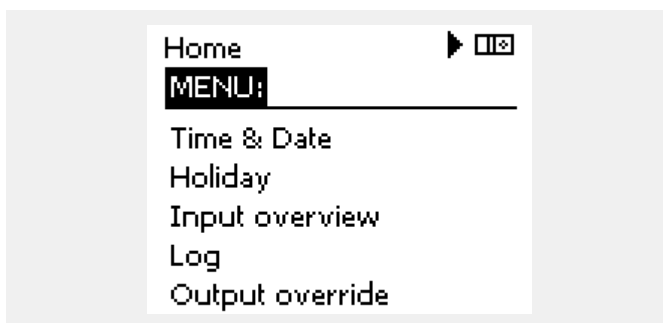 Home
MENU:
Time & Date
Holiday
Input overview
Log
Output override